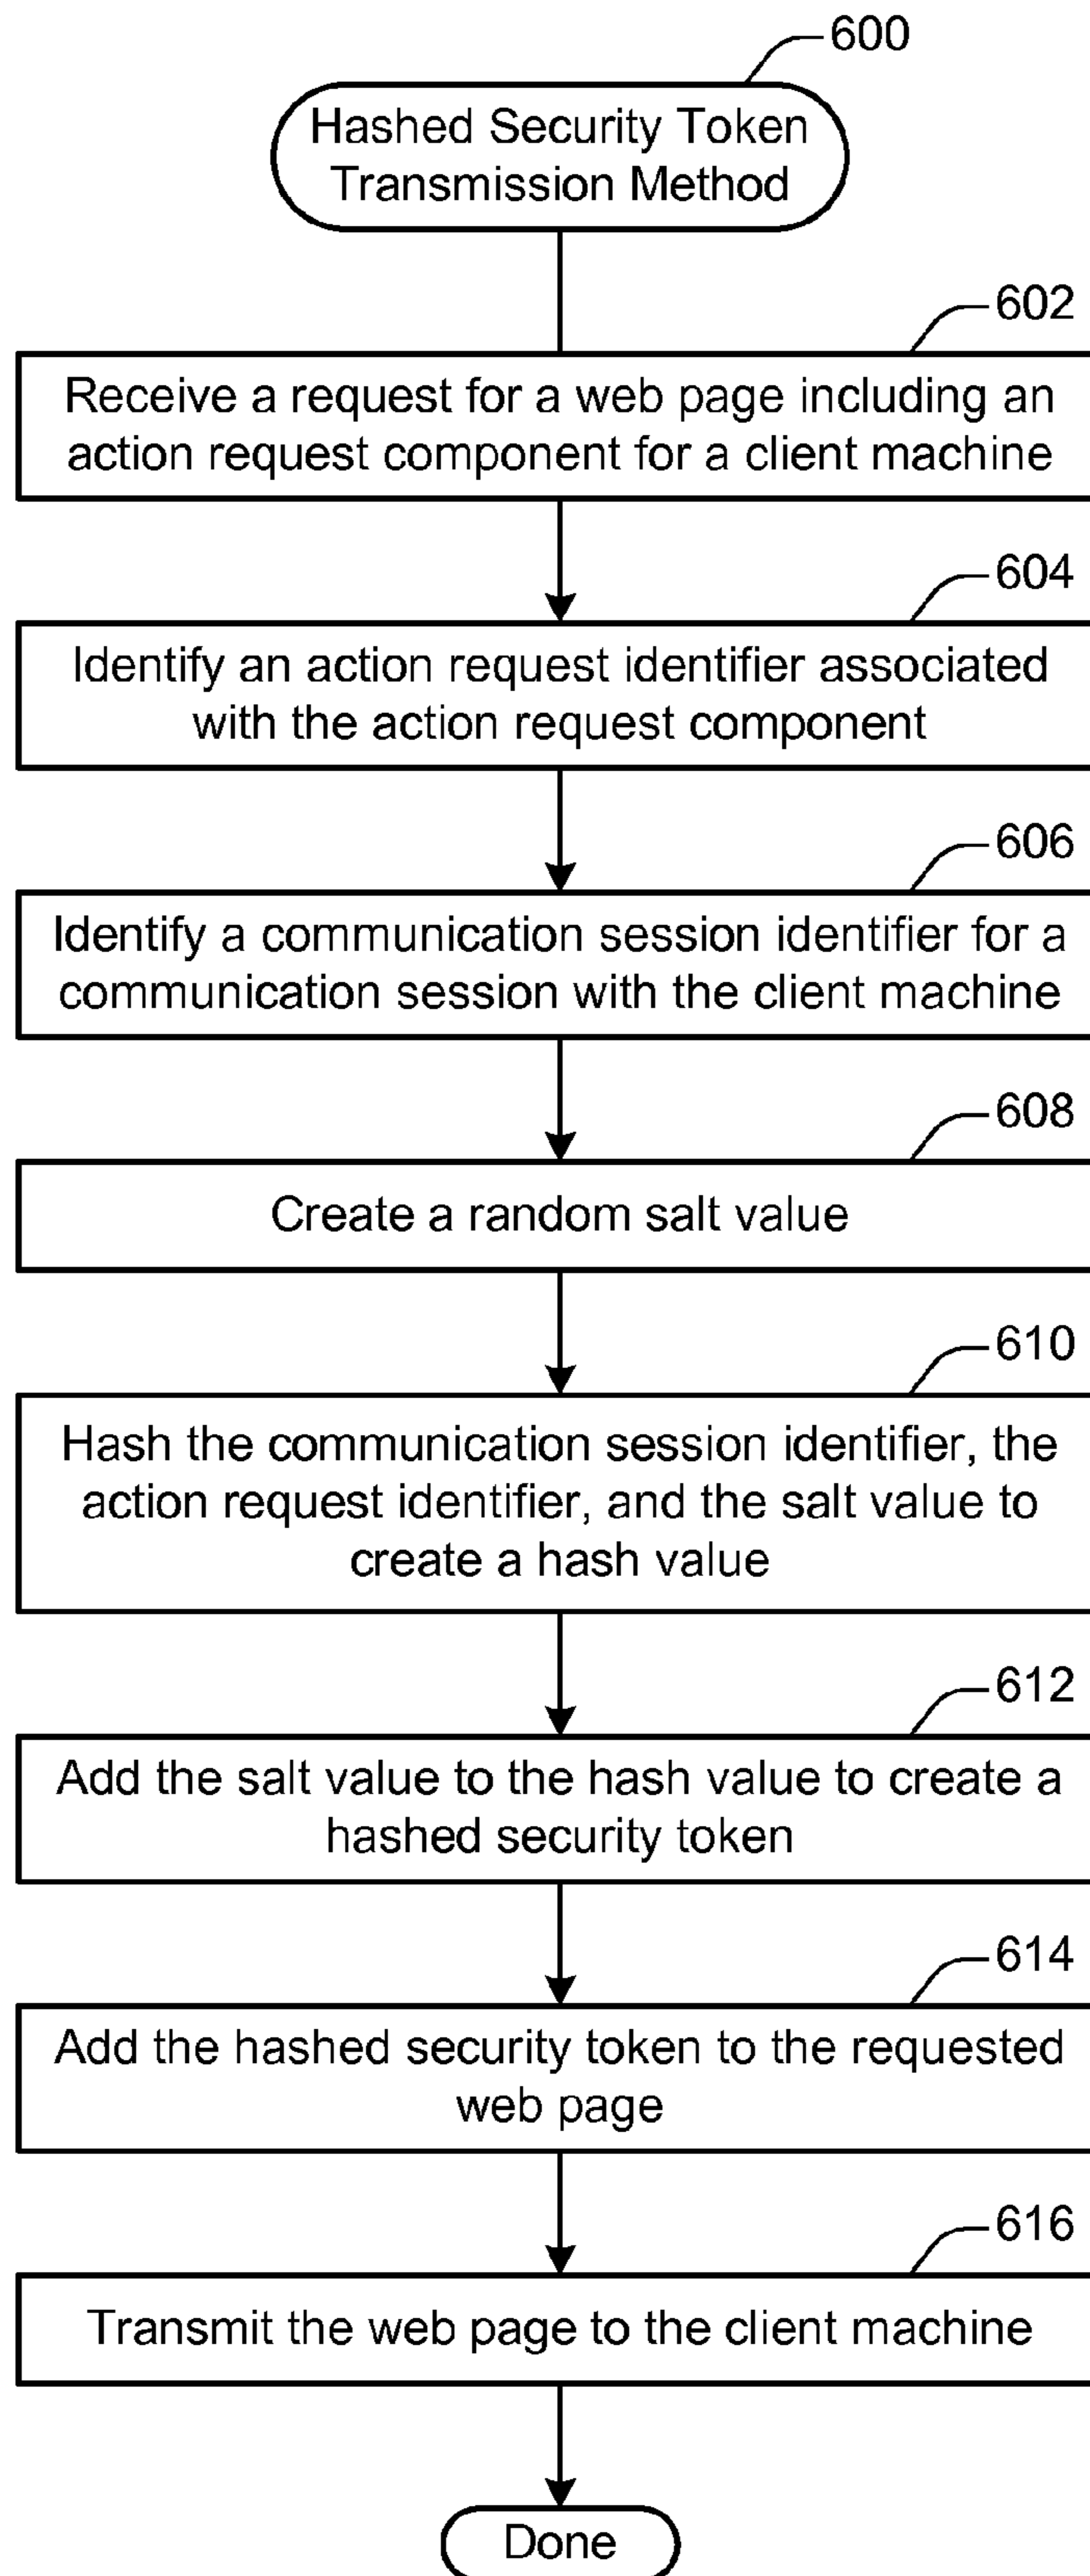 600
Hashed Security Token
Transmission Method
602
Receive a request for a web page including an
action request component for a client machine
604
Identify an action request identifier associated
with the action request component
606
Identify a communication session identifier for a
communication session with the client machine
608
Create a random salt value
610
Hash the communication session identifier, the
action request identifier, and the salt value to
create a hash value
612
Add the salt value to the hash value to create a
hashed security token
614
Add the hashed security token to the requested
web page
616
Transmit the web page to the client machine
Done